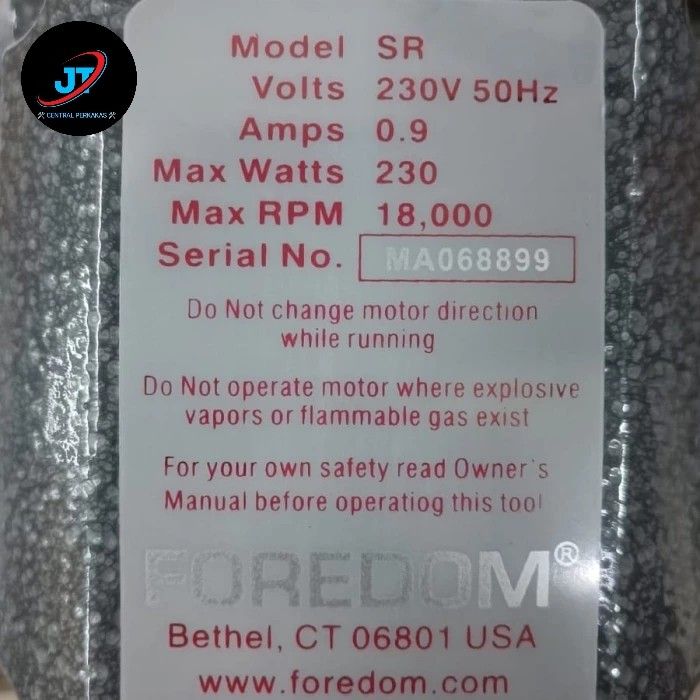 JT
CENTRAL PERKAKAS
Model SR
Volts 230V 50Hz
Amps 0.9
Max Watts 230
Max RPM 18,000
Serial No. MA068899
Do Not change motor direction
while running
Do Not operate motor where explosive
vapors or flammable gas exist
For your own safety read Owner's
Manual before operatiog this tool
FOREDOM®
Bethel, CT 06801 USA
www.foredom.com